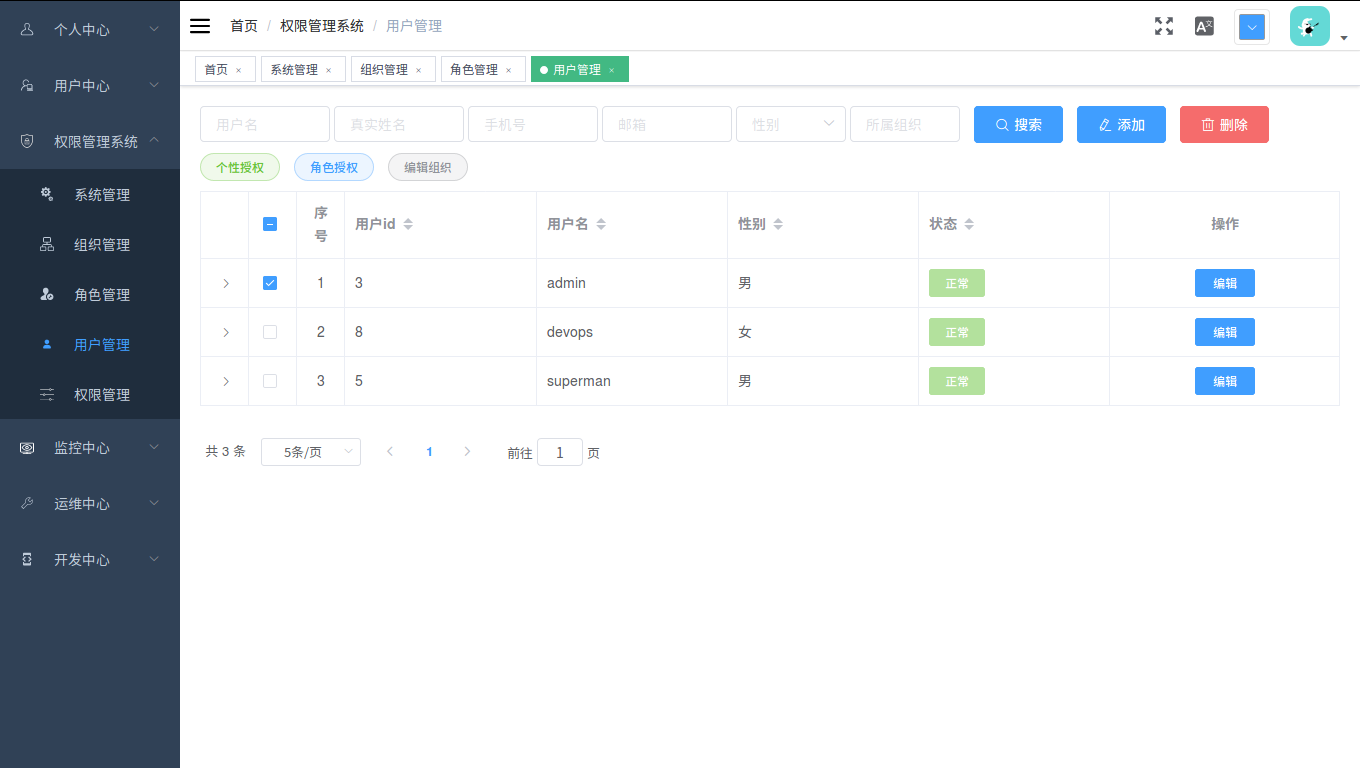 个人中心
用户中心
权限管理系统
系统管理
组织管理
角色管理
用户管理
权限管理
监控中心
运维中心
开发中心
首页 / 权限管理系统 / 用户管理
A文
首页 × 系统管理 × 组织管理 × 角色管理 × 用户管理 ×
用户名 真实姓名 手机号 邮箱 性别 所属组织 搜索 添加 删除
个性授权 角色授权 编辑组织
序号 用户id 用户名 性别 状态 操作
1 3 admin 男 正常 编辑
2 8 devops 女 正常 编辑
3 5 superman 男 正常 编辑
共 3 条 5条/页 1 前往 1 页